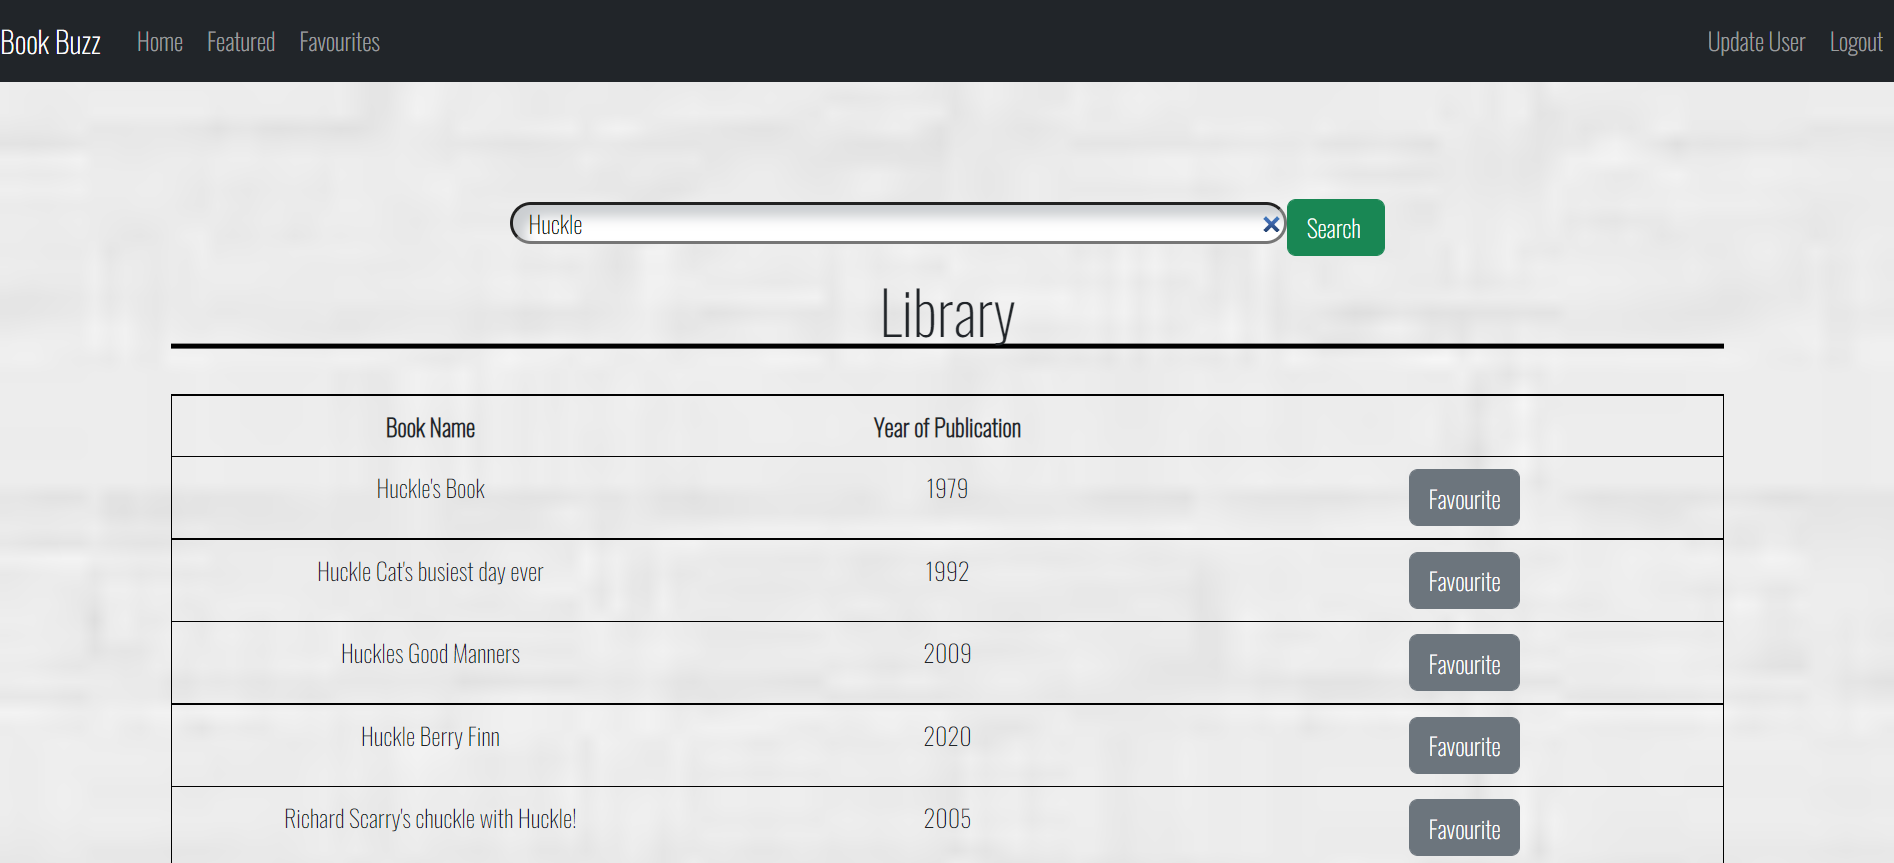 Book Buzz Home Featured Favourites Update User Logout
Huckle Search
Library
Book Name Year of Publication
Huckle's Book 1979 Favourite
Huckle Cat's busiest day ever 1992 Favourite
Huckles Good Manners 2009 Favourite
Huckle Berry Finn 2020 Favourite
Richard Scarry's chuckle with Huckle! 2005 Favourite